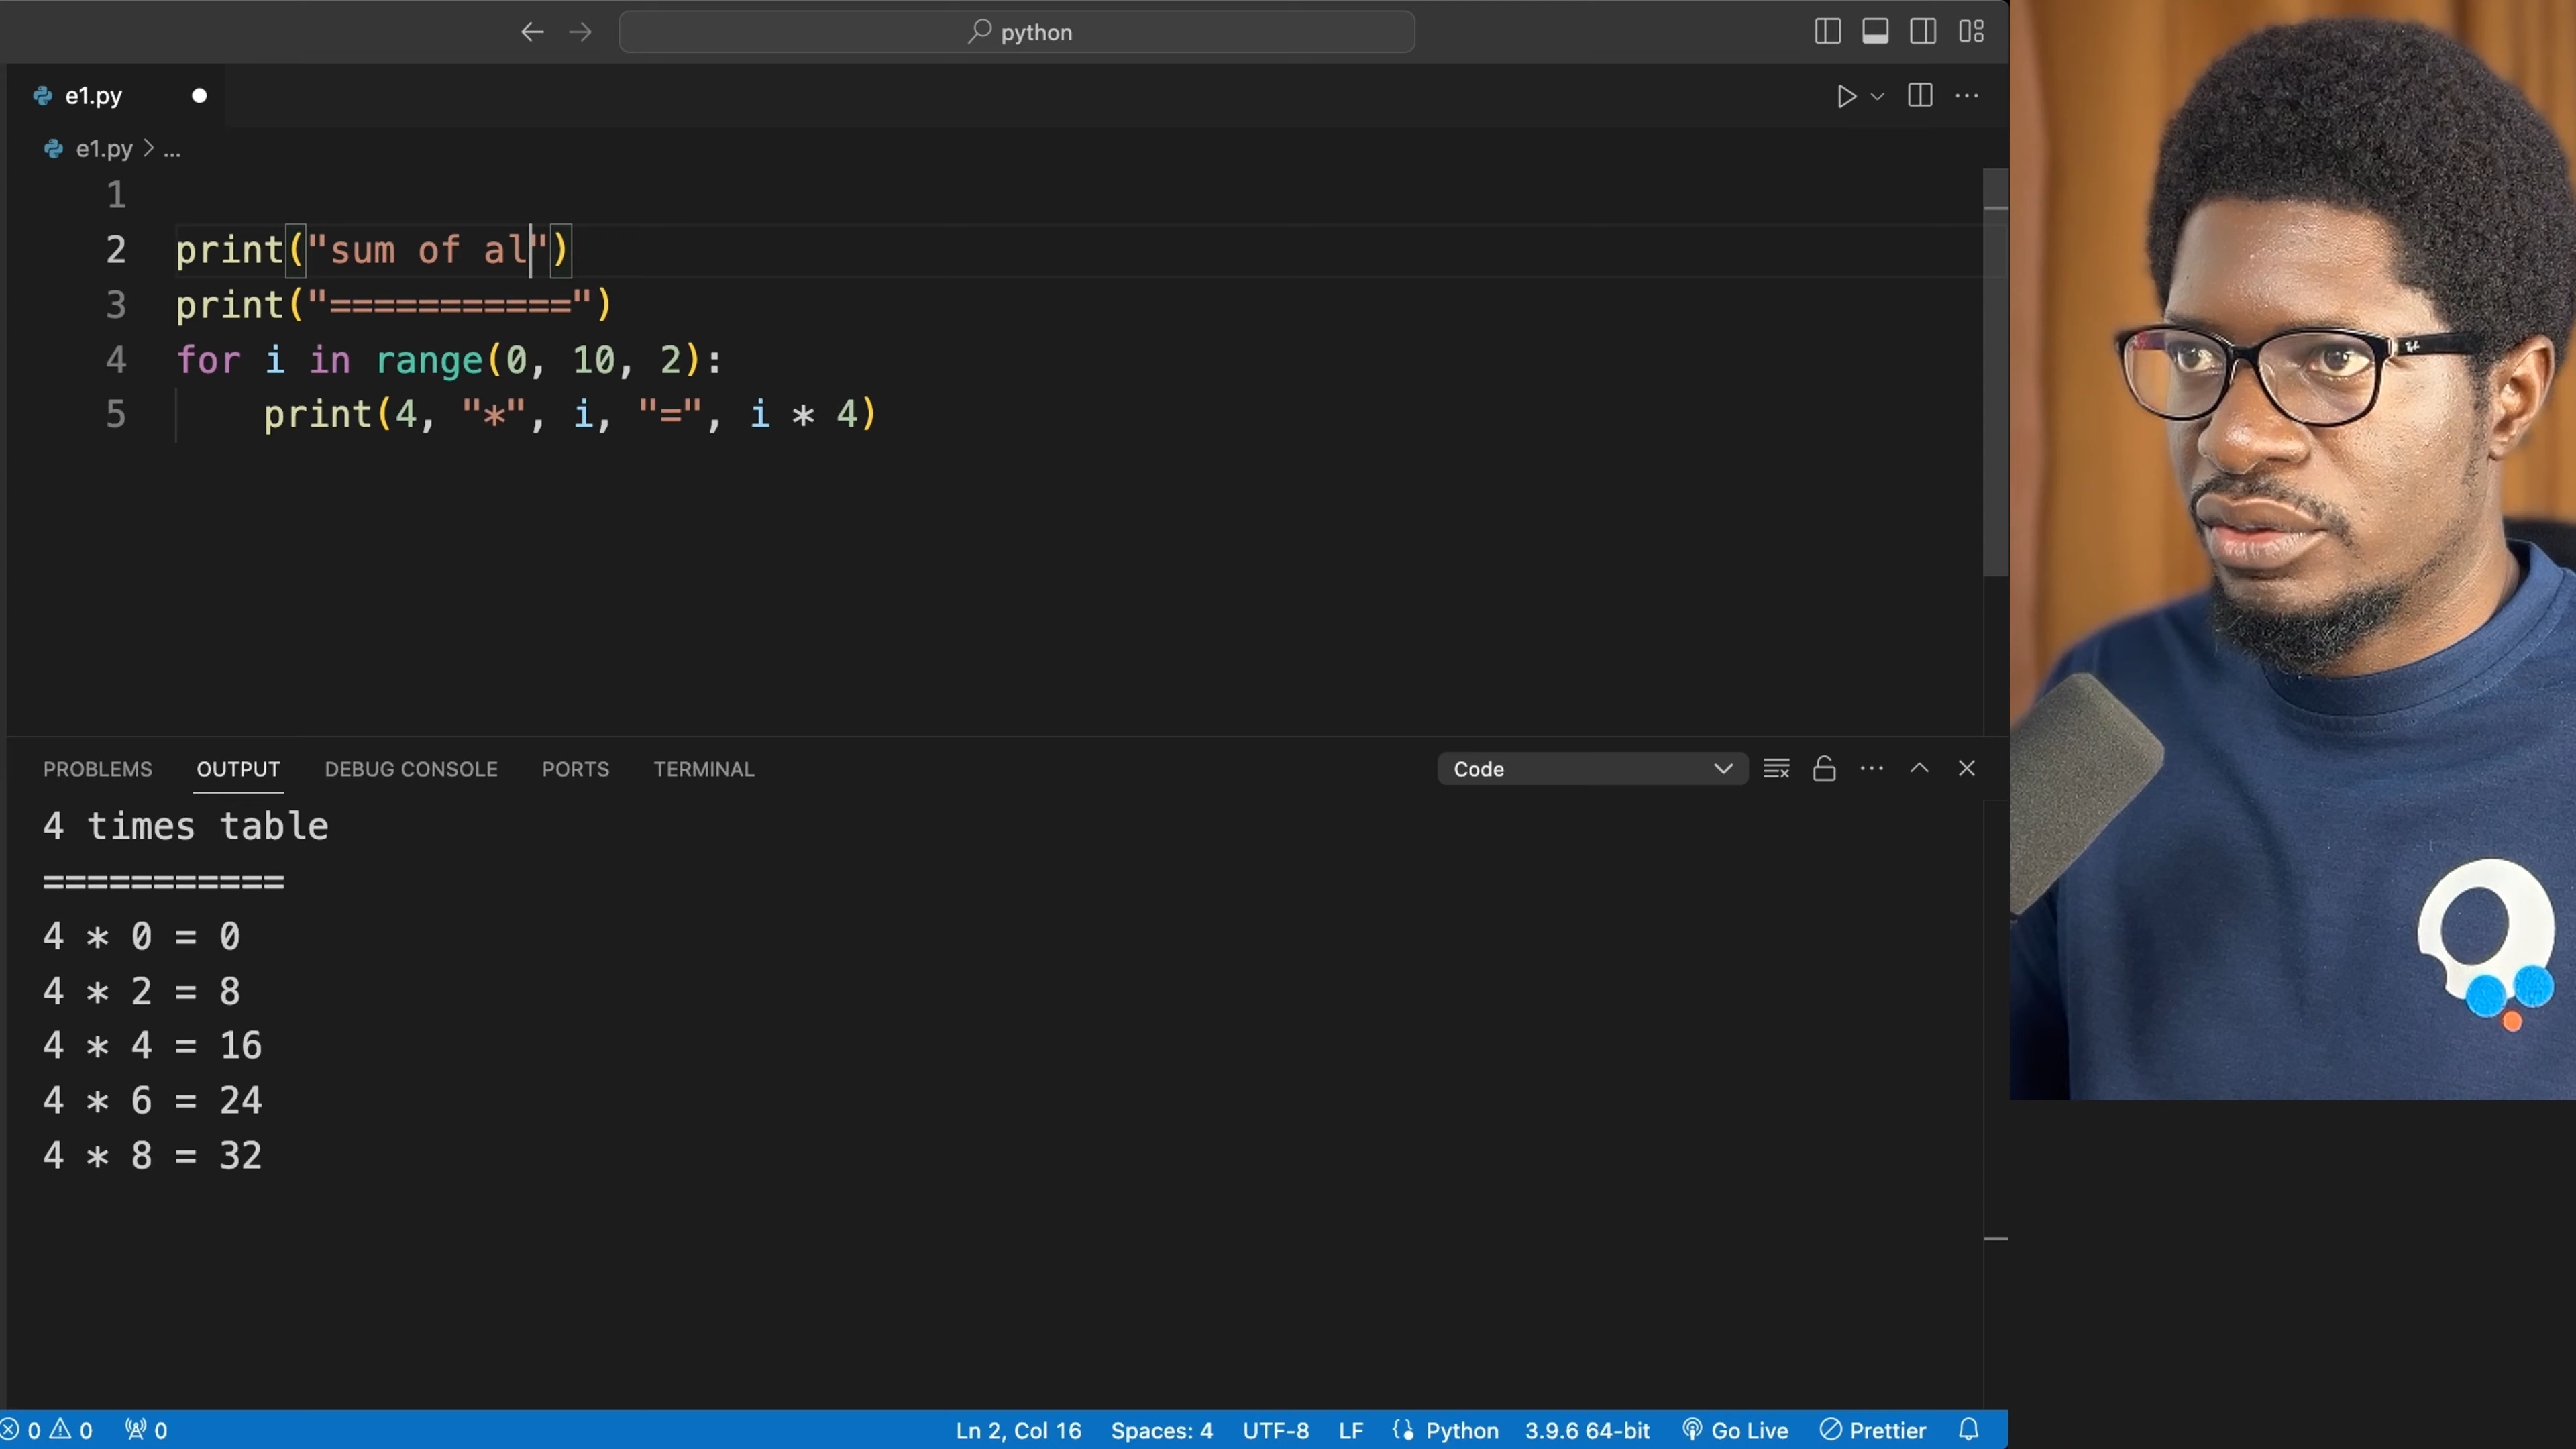 python
e1.py
e1.py > ...
1
2 print("sum of al")
3 print("===========")
4 for i in range(0, 10, 2):
5 print(4, "*", i, "=", i * 4)
PROBLEMS OUTPUT DEBUG CONSOLE PORTS TERMINAL Code
4 times table
===========
4 * 0 = 0
4 * 2 = 8
4 * 4 = 16
4 * 6 = 24
4 * 8 = 32
0 0 0 Ln 2, Col 16 Spaces: 4 UTF-8 LF Python 3.9.6 64-bit Go Live Prettier